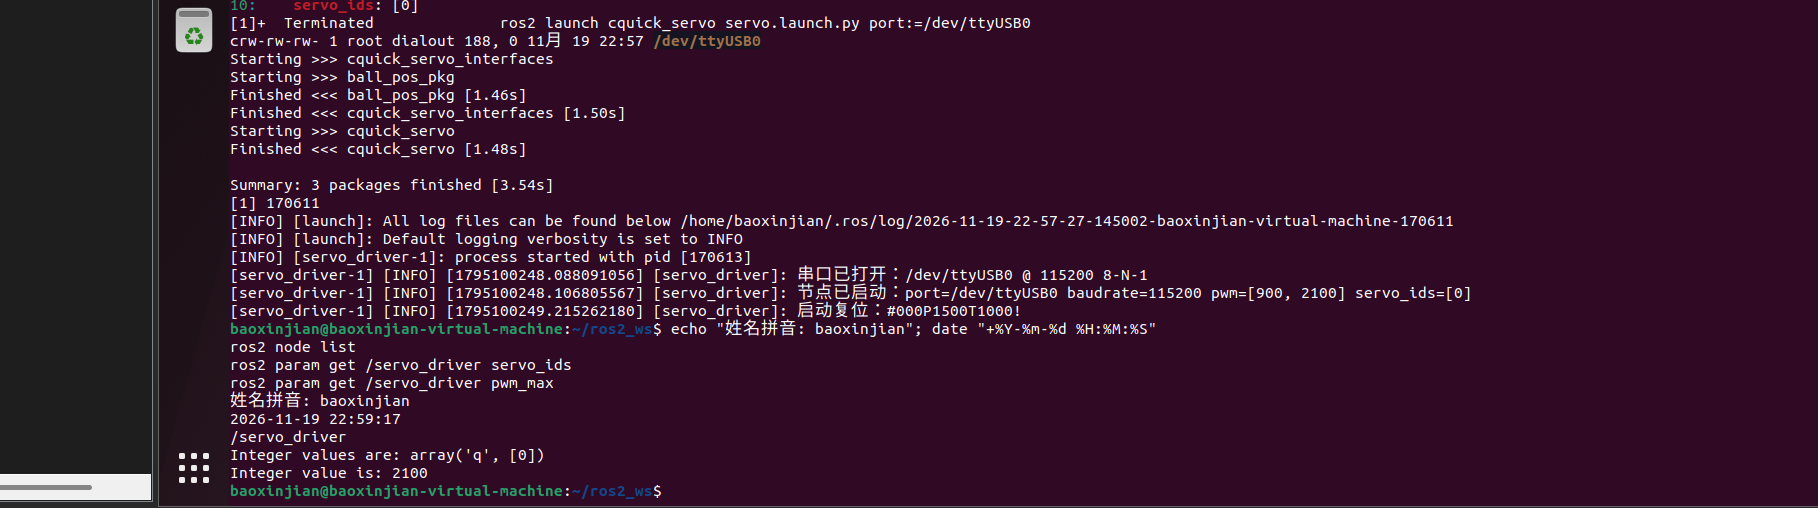 10:    servo_ids: [0]
[1]+  Terminated              ros2 launch cquick_servo servo.launch.py port:=/dev/ttyUSB0
crw-rw-rw- 1 root dialout 188, 0 11月 19 22:57 /dev/ttyUSB0
Starting >>> cquick_servo_interfaces
Starting >>> ball_pos_pkg
Finished <<< ball_pos_pkg [1.46s]
Finished <<< cquick_servo_interfaces [1.50s]
Starting >>> cquick_servo
Finished <<< cquick_servo [1.48s]

Summary: 3 packages finished [3.54s]
[1] 170611
[INFO] [launch]: All log files can be found below /home/baoxinjian/.ros/log/2026-11-19-22-57-27-145002-baoxinjian-virtual-machine-170611
[INFO] [launch]: Default logging verbosity is set to INFO
[INFO] [servo_driver-1]: process started with pid [170613]
[servo_driver-1] [INFO] [1795100248.088091056] [servo_driver]: 串口已打开：/dev/ttyUSB0 @ 115200 8-N-1
[servo_driver-1] [INFO] [1795100248.106805567] [servo_driver]: 节点已启动：port=/dev/ttyUSB0 baudrate=115200 pwm=[900, 2100] servo_ids=[0]
[servo_driver-1] [INFO] [1795100249.215262180] [servo_driver]: 启动复位：#000P1500T1000!
baoxinjian@baoxinjian-virtual-machine:~/ros2_ws$ echo "姓名拼音: baoxinjian"; date "+%Y-%m-%d %H:%M:%S"
ros2 node list
ros2 param get /servo_driver servo_ids
ros2 param get /servo_driver pwm_max
姓名拼音: baoxinjian
2026-11-19 22:59:17
/servo_driver
Integer values are: array('q', [0])
Integer value is: 2100
baoxinjian@baoxinjian-virtual-machine:~/ros2_ws$